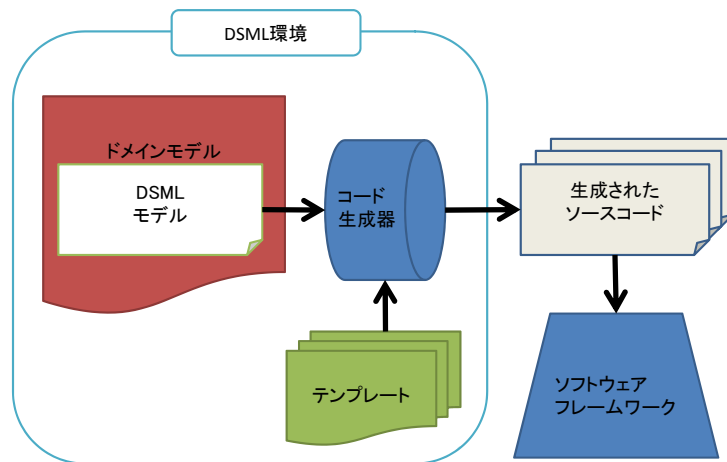 DSML環境
ドメインモデル
DSML
モデル
コード
生成器
生成された
ソースコード
テンプレート
ソフトウェア
フレームワーク